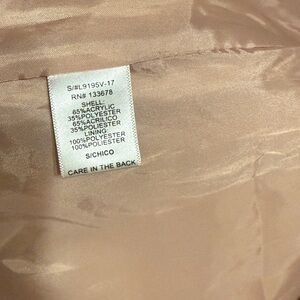 S/#L9195V-17
RN# 133678
SHELL:
65%ACRYLIC
35%POLYESTER
65%ACRILICO
35%POLIESTER
LINING
100%POLYESTER
100%POLIESTER
S/CHICO
CARE IN THE BACK